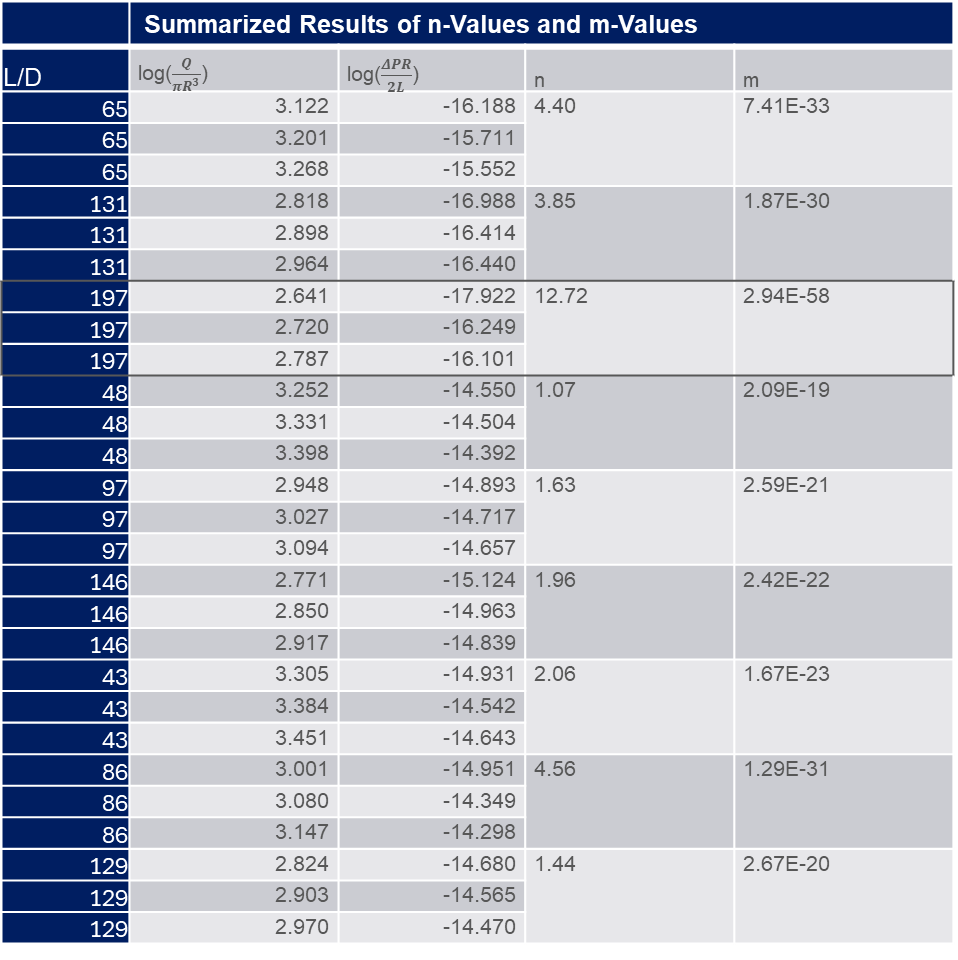 Summarized Results of n-Values and m-Values
L/D log(Q/πR³) log(ΔPR/2L) n m
65 3.122 -16.188 4.40 7.41E-33
65 3.201 -15.711
65 3.268 -15.552
131 2.818 -16.988 3.85 1.87E-30
131 2.898 -16.414
131 2.964 -16.440
197 2.641 -17.922 12.72 2.94E-58
197 2.720 -16.249
197 2.787 -16.101
48 3.252 -14.550 1.07 2.09E-19
48 3.331 -14.504
48 3.398 -14.392
97 2.948 -14.893 1.63 2.59E-21
97 3.027 -14.717
97 3.094 -14.657
146 2.771 -15.124 1.96 2.42E-22
146 2.850 -14.963
146 2.917 -14.839
43 3.305 -14.931 2.06 1.67E-23
43 3.384 -14.542
43 3.451 -14.643
86 3.001 -14.951 4.56 1.29E-31
86 3.080 -14.349
86 3.147 -14.298
129 2.824 -14.680 1.44 2.67E-20
129 2.903 -14.565
129 2.970 -14.470